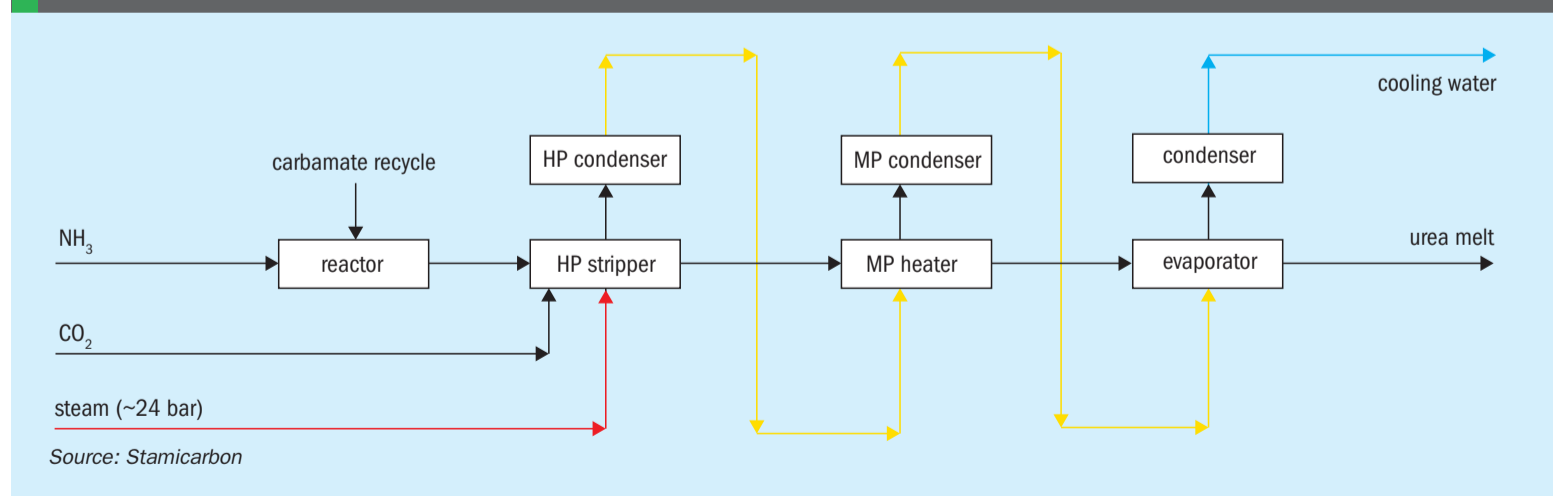 cooling water
HP condenser
MP condenser
condenser
carbamate recycle
NH₃
reactor
HP stripper
MP heater
evaporator
urea melt
CO₂
steam (~24 bar)
Source: Stamicarbon